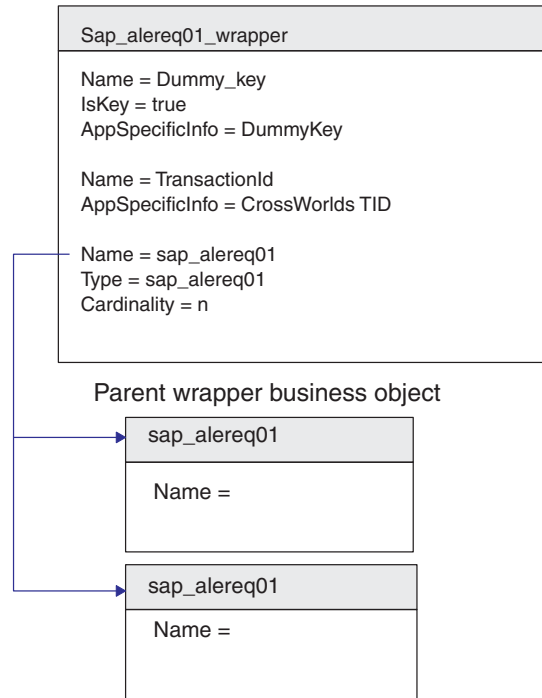 Sap_alereq01_wrapper
Name = Dummy_key
IsKey = true
AppSpecificInfo = DummyKey
Name = TransactionId
AppSpecificInfo = CrossWorlds TID
Name = sap_alereq01
Type = sap_alereq01
Cardinality = n
Parent wrapper business object
sap_alereq01
Name =
sap_alereq01
Name =